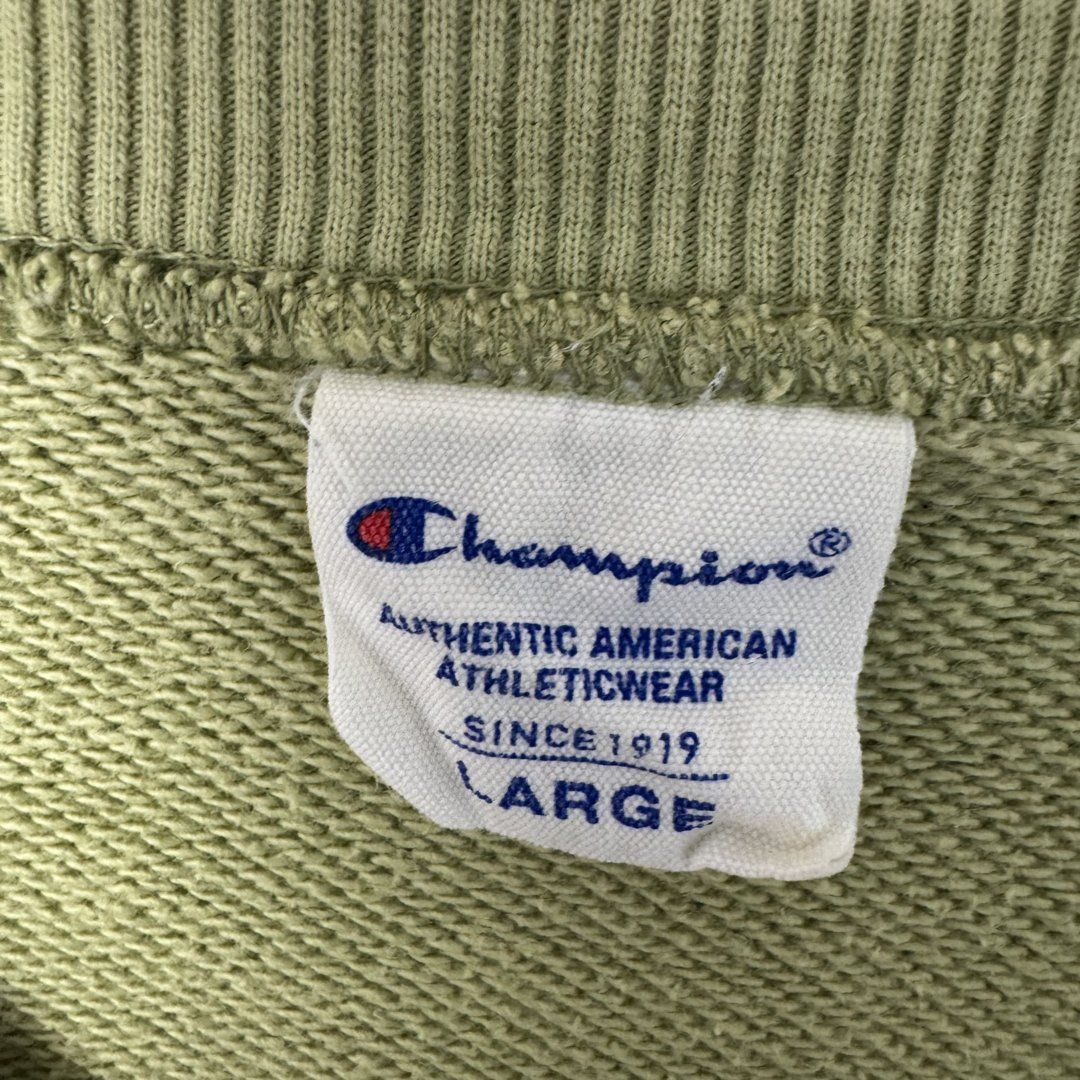 Champion®
AUTHENTIC AMERICAN
ATHLETICWEAR
SINCE 1919
LARGE